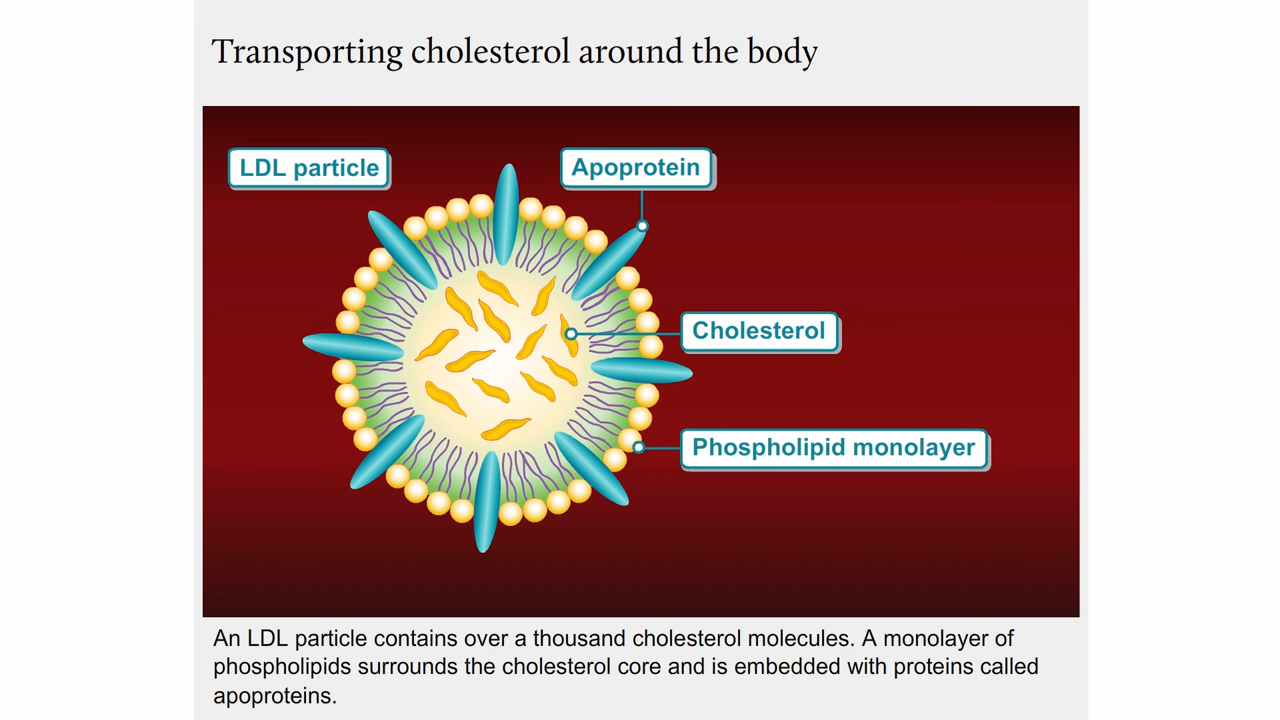 Transporting cholesterol around the body
LDL particle
Apoprotein
Cholesterol
Phospholipid monolayer
An LDL particle contains over a thousand cholesterol molecules. A monolayer of
phospholipids surrounds the cholesterol core and is embedded with proteins called
apoproteins.